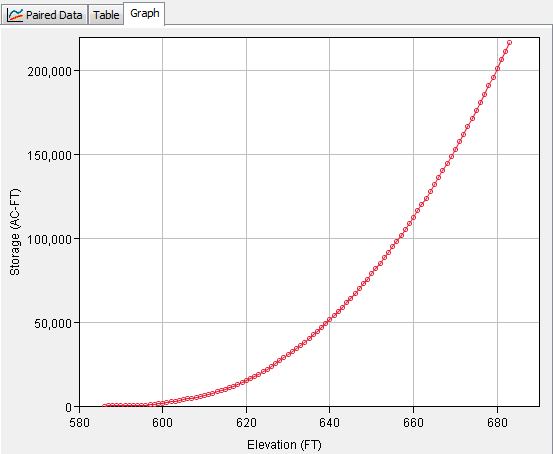 Paired Data Table Graph
200,000
150,000
100,000
50,000
0
Storage (AC-FT)
580 600 620 640 660 680
Elevation (FT)